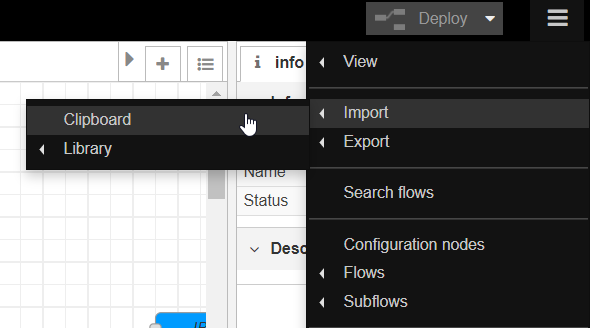 Deploy
info
View
Clipboard
Import
Library
Export
Name
Status
Search flows
Desc
Configuration nodes
Flows
Subflows